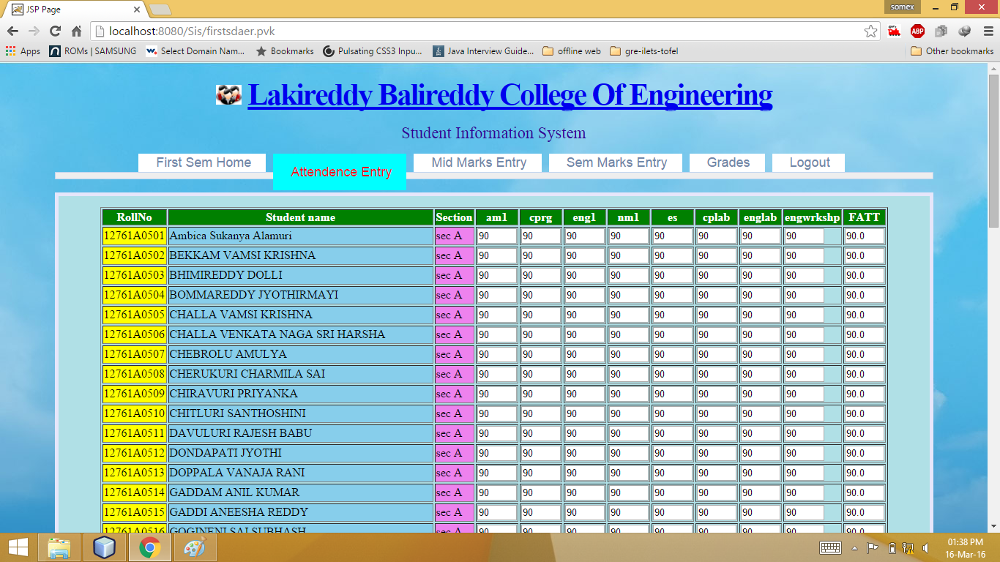 JSP Page
somex
localhost:8080/Sis/firstsdaer.pvk
ABP
Apps ROMs | SAMSUNG w. Select Domain Nam... Bookmarks Pulsating CSS3 Inpu... Java Interview Guide... offline web gre-ilets-tofel Other bookmarks
Lakireddy Balireddy College Of Engineering
Student Information System
First Sem Home Attendence Entry Mid Marks Entry Sem Marks Entry Grades Logout
RollNo Student name Section am1 cprg eng1 nm1 es cplab englab engwrkshp FATT
12761A0501 Ambica Sukanya Alamuri sec A 90 90 90 90 90 90 90 90 90.0
12761A0502 BEKKAM VAMSI KRISHNA sec A 90 90 90 90 90 90 90 90 90.0
12761A0503 BHIMIREDDY DOLLI sec A 90 90 90 90 90 90 90 90 90.0
12761A0504 BOMMAREDDY JYOTHIRMAYI sec A 90 90 90 90 90 90 90 90 90.0
12761A0505 CHALLA VAMSI KRISHNA sec A 90 90 90 90 90 90 90 90 90.0
12761A0506 CHALLA VENKATA NAGA SRI HARSHA sec A 90 90 90 90 90 90 90 90 90.0
12761A0507 CHEBROLU AMULYA sec A 90 90 90 90 90 90 90 90 90.0
12761A0508 CHERUKURI CHARMILA SAI sec A 90 90 90 90 90 90 90 90 90.0
12761A0509 CHIRAVURI PRIYANKA sec A 90 90 90 90 90 90 90 90 90.0
12761A0510 CHITLURI SANTHOSHINI sec A 90 90 90 90 90 90 90 90 90.0
12761A0511 DAVULURI RAJESH BABU sec A 90 90 90 90 90 90 90 90 90.0
12761A0512 DONDAPATI JYOTHI sec A 90 90 90 90 90 90 90 90 90.0
12761A0513 DOPPALA VANAJA RANI sec A 90 90 90 90 90 90 90 90 90.0
12761A0514 GADDAM ANIL KUMAR sec A 90 90 90 90 90 90 90 90 90.0
12761A0515 GADDI ANEESHA REDDY sec A 90 90 90 90 90 90 90 90 90.0
12761A0516 GOGINENI SAI SUBHASH sec A 90 90 90 90 90 90 90 90 90.0
01:38 PM
16-Mar-16